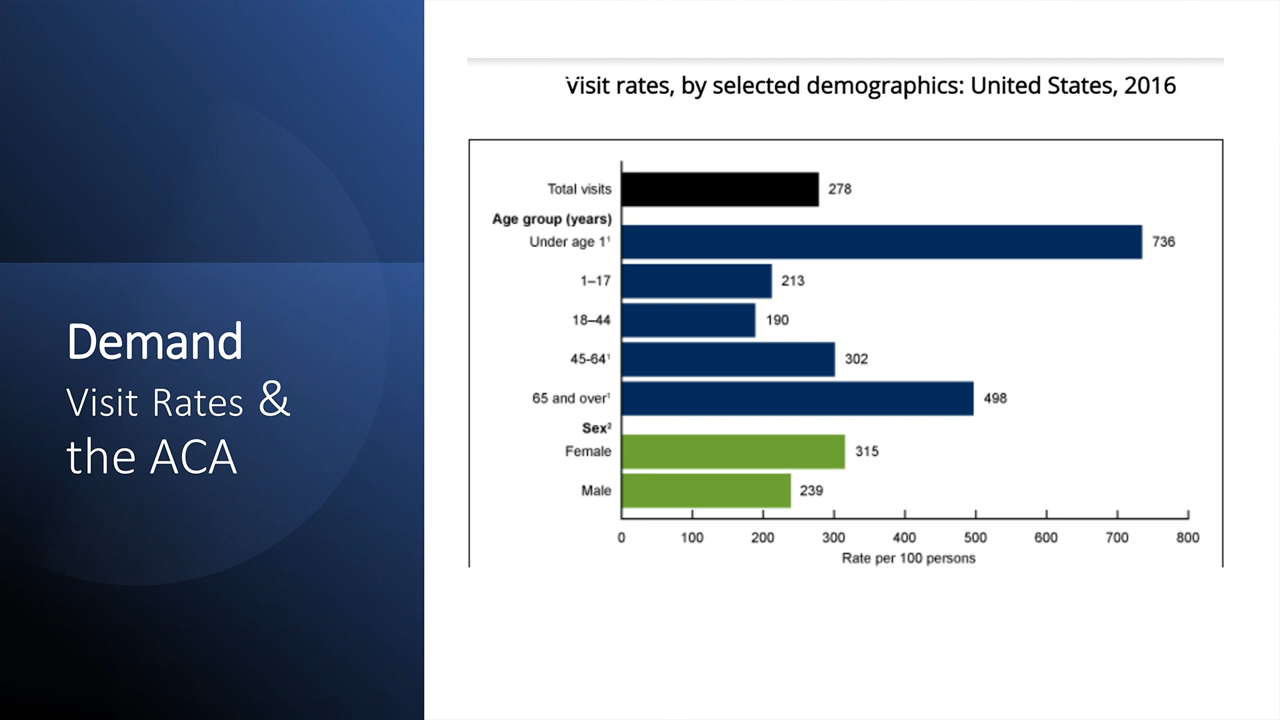 Demand
Visit Rates &
the ACA
Visit rates, by selected demographics: United States, 2016
Total visits 278
Age group (years)
Under age 1¹ 736
1–17 213
18–44 190
45-64¹ 302
65 and over¹ 498
Sex²
Female 315
Male 239
0 100 200 300 400 500 600 700 800
Rate per 100 persons